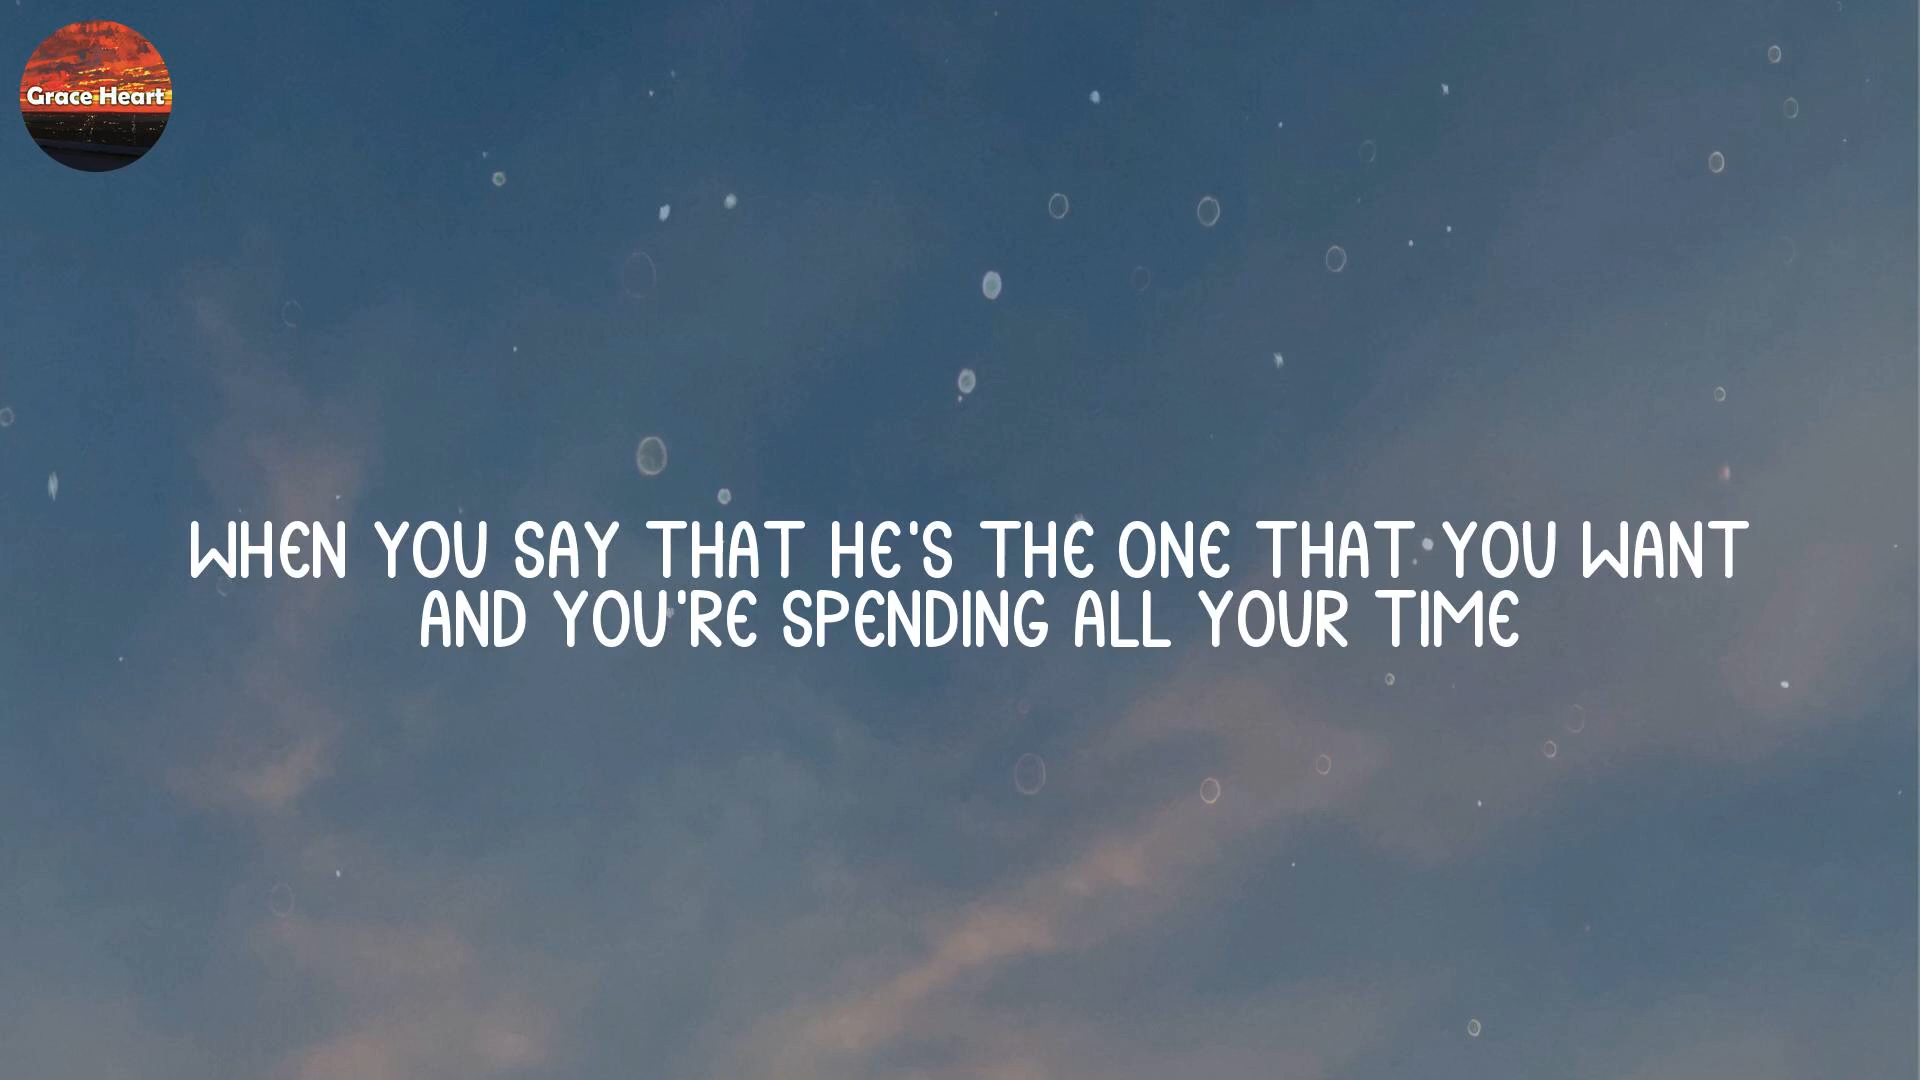 Grace Heart
WHEN YOU SAY THAT HE'S THE ONE THAT YOU WANT
AND YOU'RE SPENDING ALL YOUR TIME